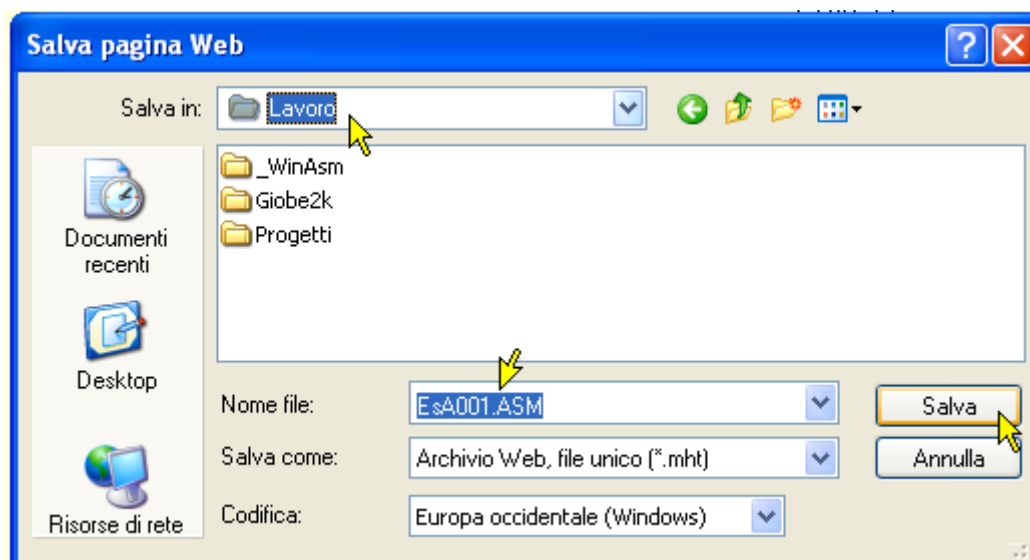 Salva pagina Web
Salva in: Lavoro
_WinAsm
Giobe2k
Progetti
Documenti
recenti
Desktop
Risorse di rete
Nome file: EsA001.ASM
Salva
Salva come: Archivio Web, file unico (*.mht)
Annulla
Codifica: Europa occidentale (Windows)